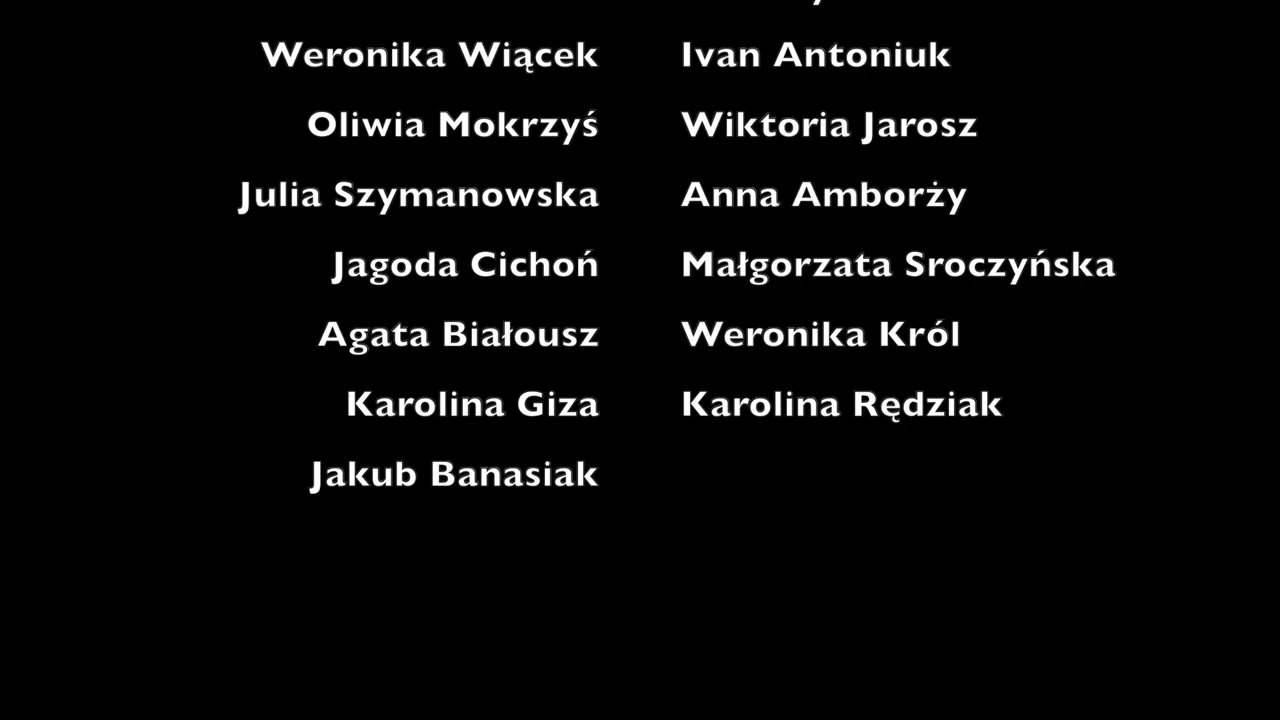 Weronika Wiącek Ivan Antoniuk
Oliwia Mokrzyś Wiktoria Jarosz
Julia Szymanowska Anna Amborży
Jagoda Cichoń Małgorzata Sroczyńska
Agata Białousz Weronika Król
Karolina Giza Karolina Rędziak
Jakub Banasiak